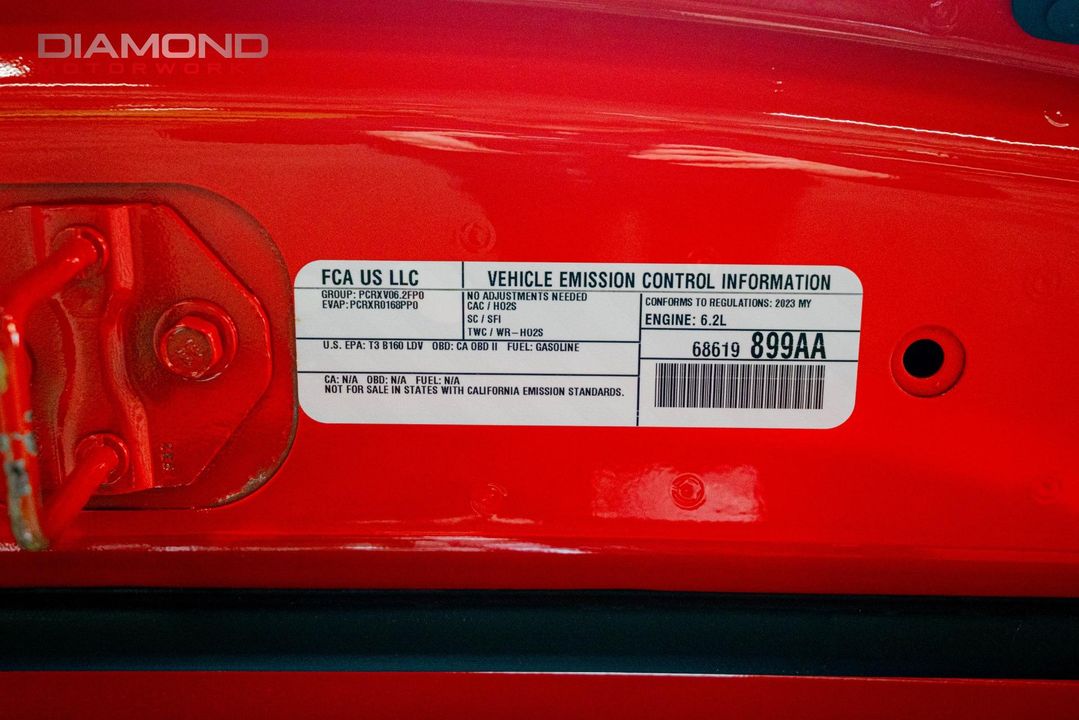 DIAMOND
MOTORWORKS
FCA US LLC
GROUP: PCRXV06.2FP0
EVAP: PCRXR0168PP0
VEHICLE EMISSION CONTROL INFORMATION
NO ADJUSTMENTS NEEDED
CAC / HO2S
SC / SFI
TWC / WR-HO2S
CONFORMS TO REGULATIONS: 2023 MY
ENGINE: 6.2L
U.S. EPA: T3 B160 LDV OBD: CA OBD II FUEL: GASOLINE
68619 899AA
CA: N/A OBD: N/A FUEL: N/A
NOT FOR SALE IN STATES WITH CALIFORNIA EMISSION STANDARDS.